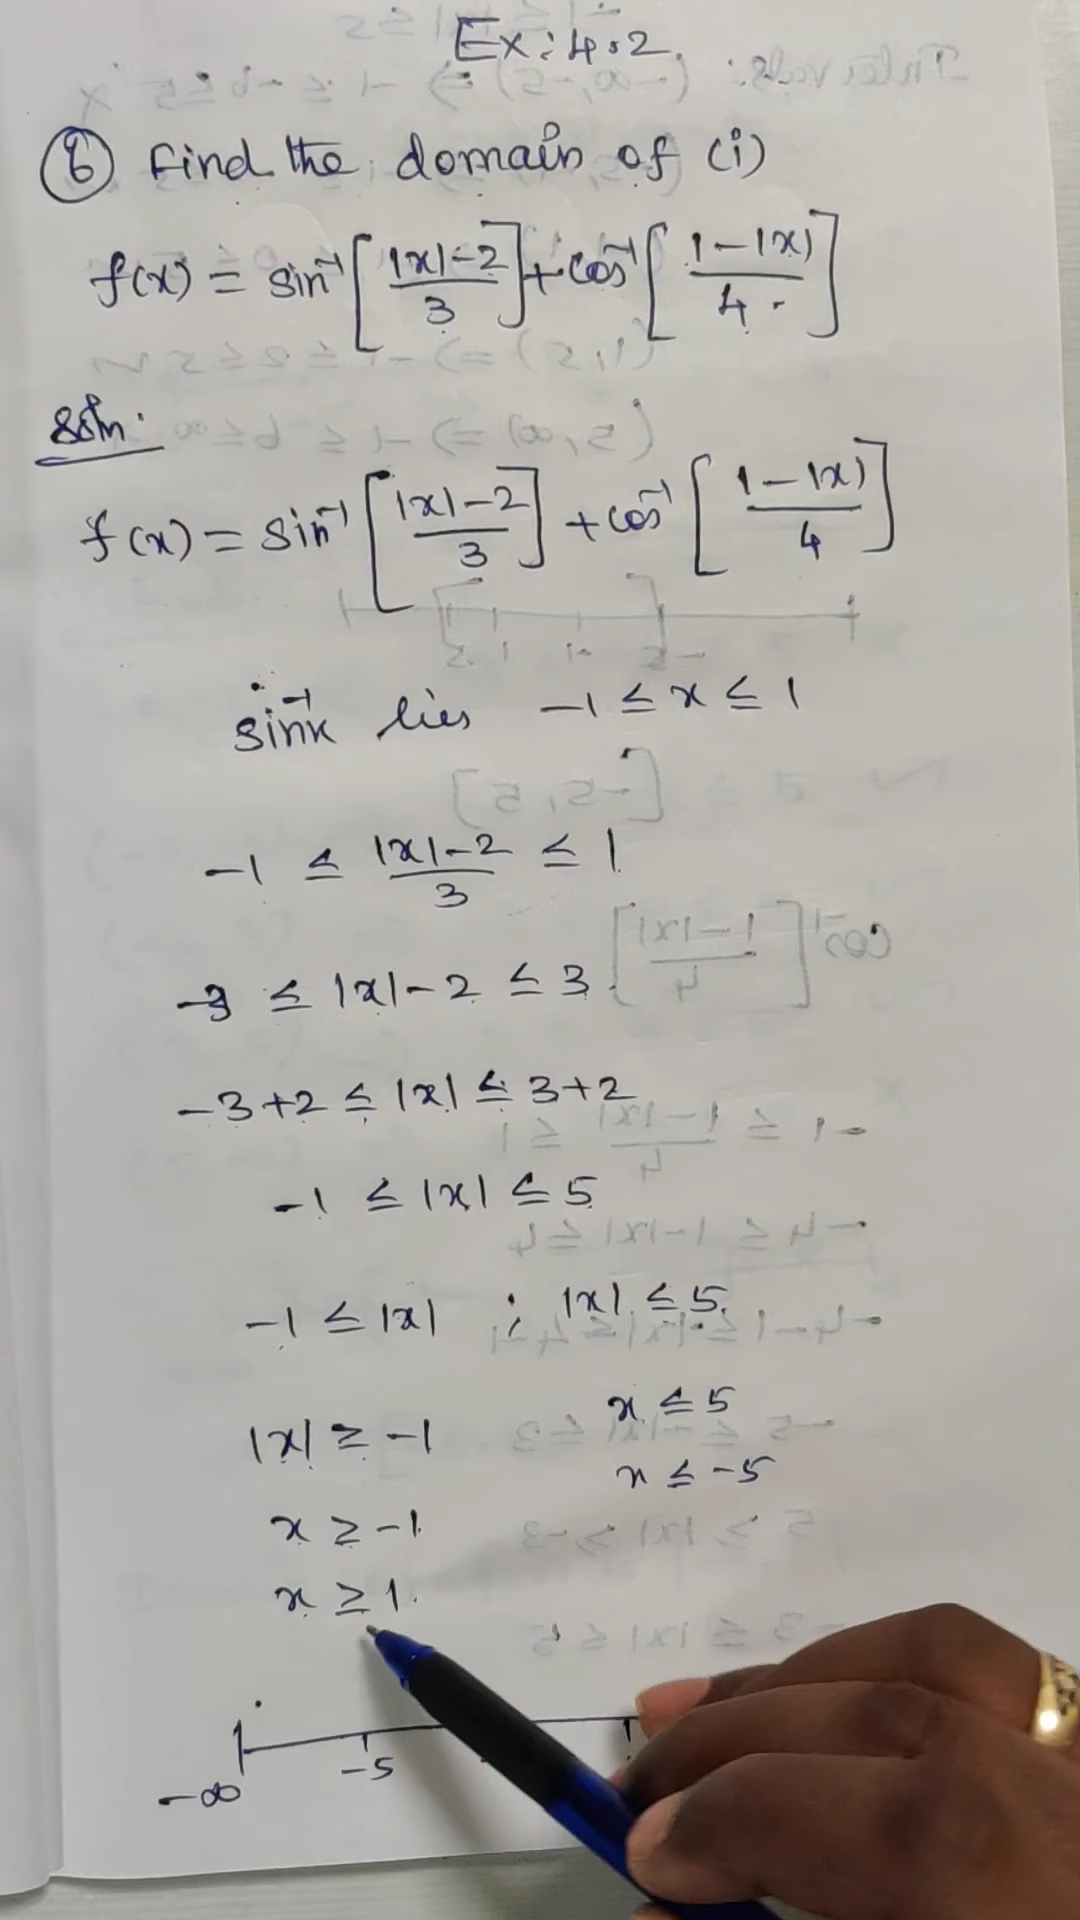 Ex: 4.2.
(6) Find the domain of (i)
f(x) = sin⁻¹[(|x|-2)/3] + cos⁻¹[(1-|x|)/4]
Soln:
f(x) = sin⁻¹[(|x|-2)/3] + cos⁻¹[(1-|x|)/4]
sin⁻¹x lies -1 ≤ x ≤ 1
-1 ≤ (|x|-2)/3 ≤ 1
-3 ≤ |x|-2 ≤ 3
-3+2 ≤ |x| ≤ 3+2
-1 ≤ |x| ≤ 5
-1 ≤ |x| ; |x| ≤ 5
|x| ≥ -1 x ≤ 5
x ≤ -5
x ≥ -1
x ≥ 1
-∞ -5